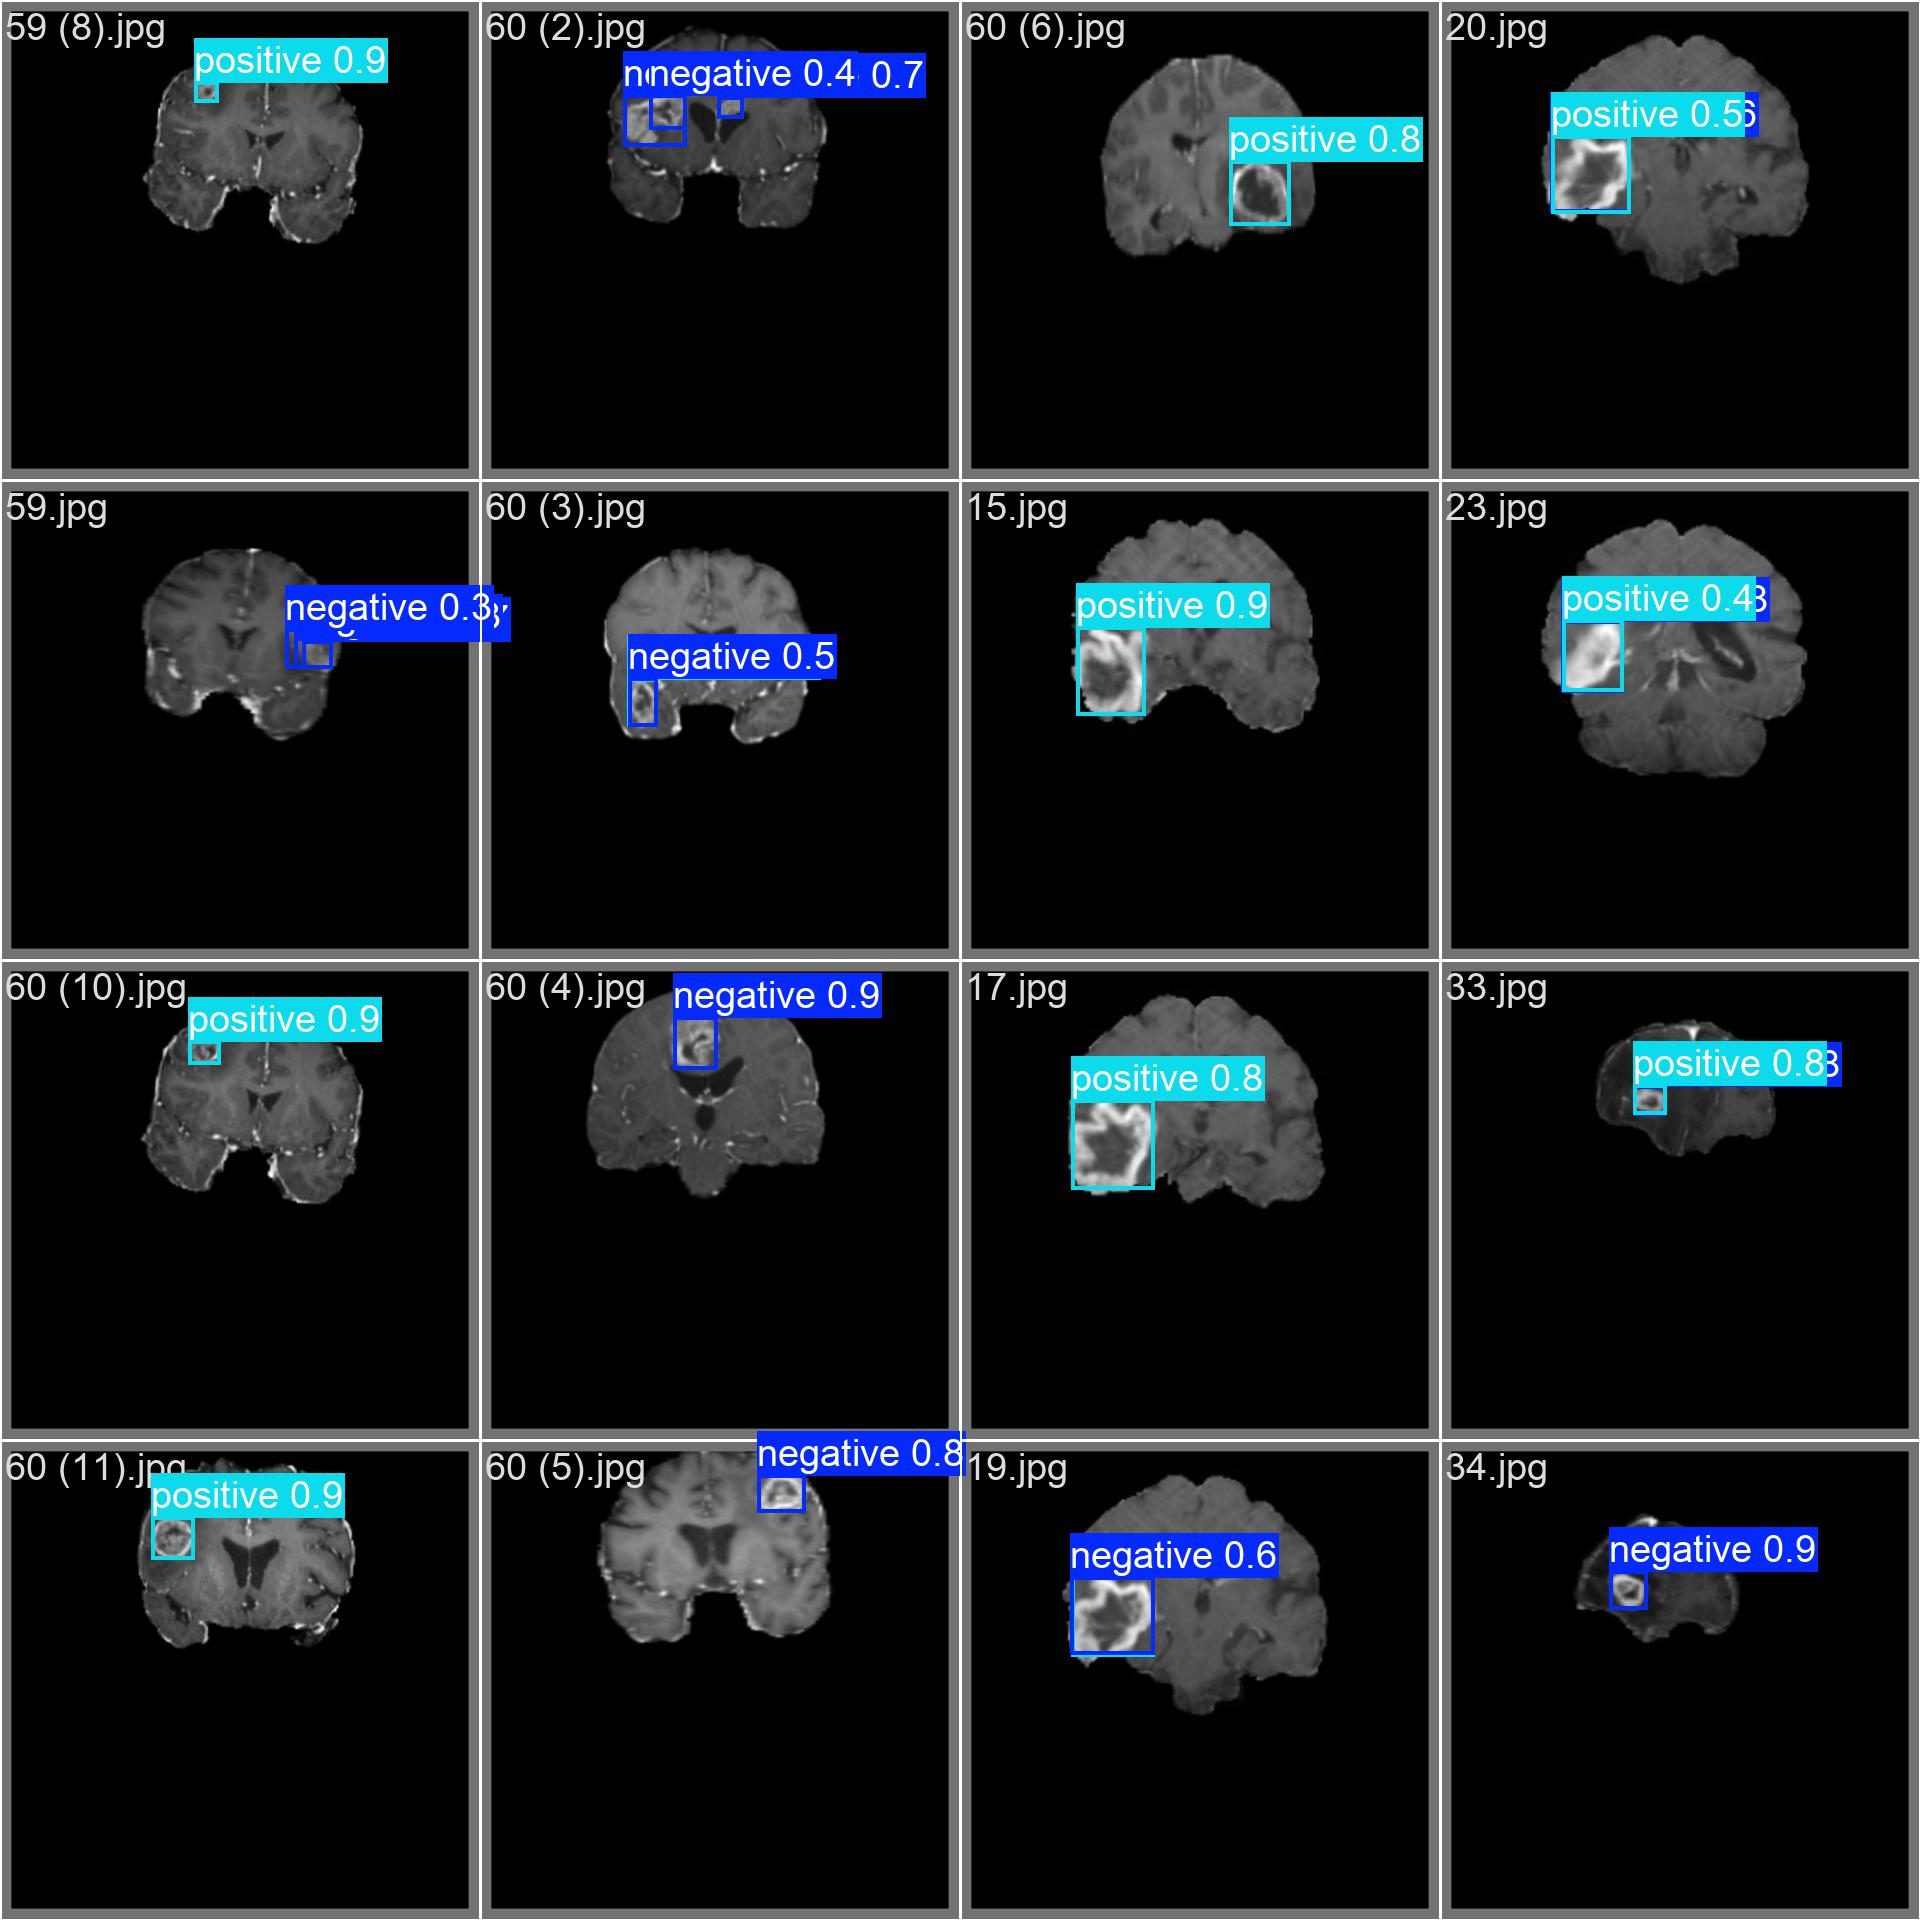 59 (8).jpg
positive 0.9
60 (2).jpg
negative 0.4
0.7
60 (6).jpg
positive 0.8
20.jpg
positive 0.5
59.jpg
negative 0.3
60 (3).jpg
negative 0.5
15.jpg
positive 0.9
23.jpg
positive 0.4
60 (10).jpg
positive 0.9
60 (4).jpg
negative 0.9
17.jpg
positive 0.8
33.jpg
positive 0.8
60 (11).jpg
positive 0.9
60 (5).jpg
negative 0.8
19.jpg
negative 0.6
34.jpg
negative 0.9